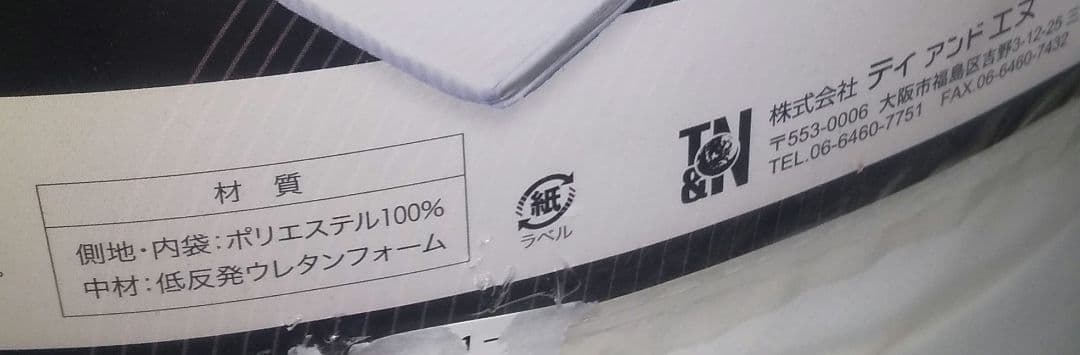 材 質
側地・内袋：ポリエステル100%
中材：低反発ウレタンフォーム
紙
ラベル
T&N
株式会社 ティ アンド エヌ
〒553-0006 大阪市福島区吉野3-12-25
TEL.06-6460-7751 FAX.06-6460-7432